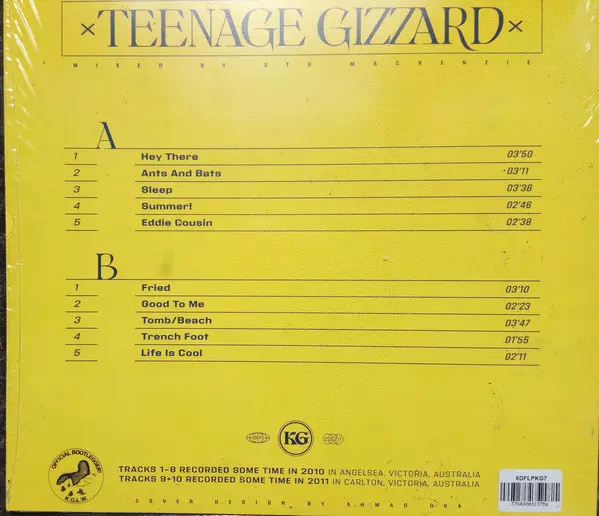 ×TEENAGE GIZZARD×
MIXED BY STU MACKENZIE
A
1 Hey There 03'50
2 Ants And Bats 03'11
3 Sleep 03'36
4 Summer! 02'46
5 Eddie Cousin 02'38
B
1 Fried 03'10
2 Good To Me 02'23
3 Tomb/Beach 03'47
4 Trench Foot 01'55
5 Life Is Cool 02'11
KG
OFFICIAL BOOTLEGGER!
K.G.L.W.
TRACKS 1-8 RECORDED SOME TIME IN 2010 IN ANGELSEA, VICTORIA, AUSTRALIA
TRACKS 9+10 RECORDED SOME TIME IN 2011 IN CARLTON, VICTORIA, AUSTRALIA
6DFLPKG7
COVER DESIGN BY AHMAD OKA